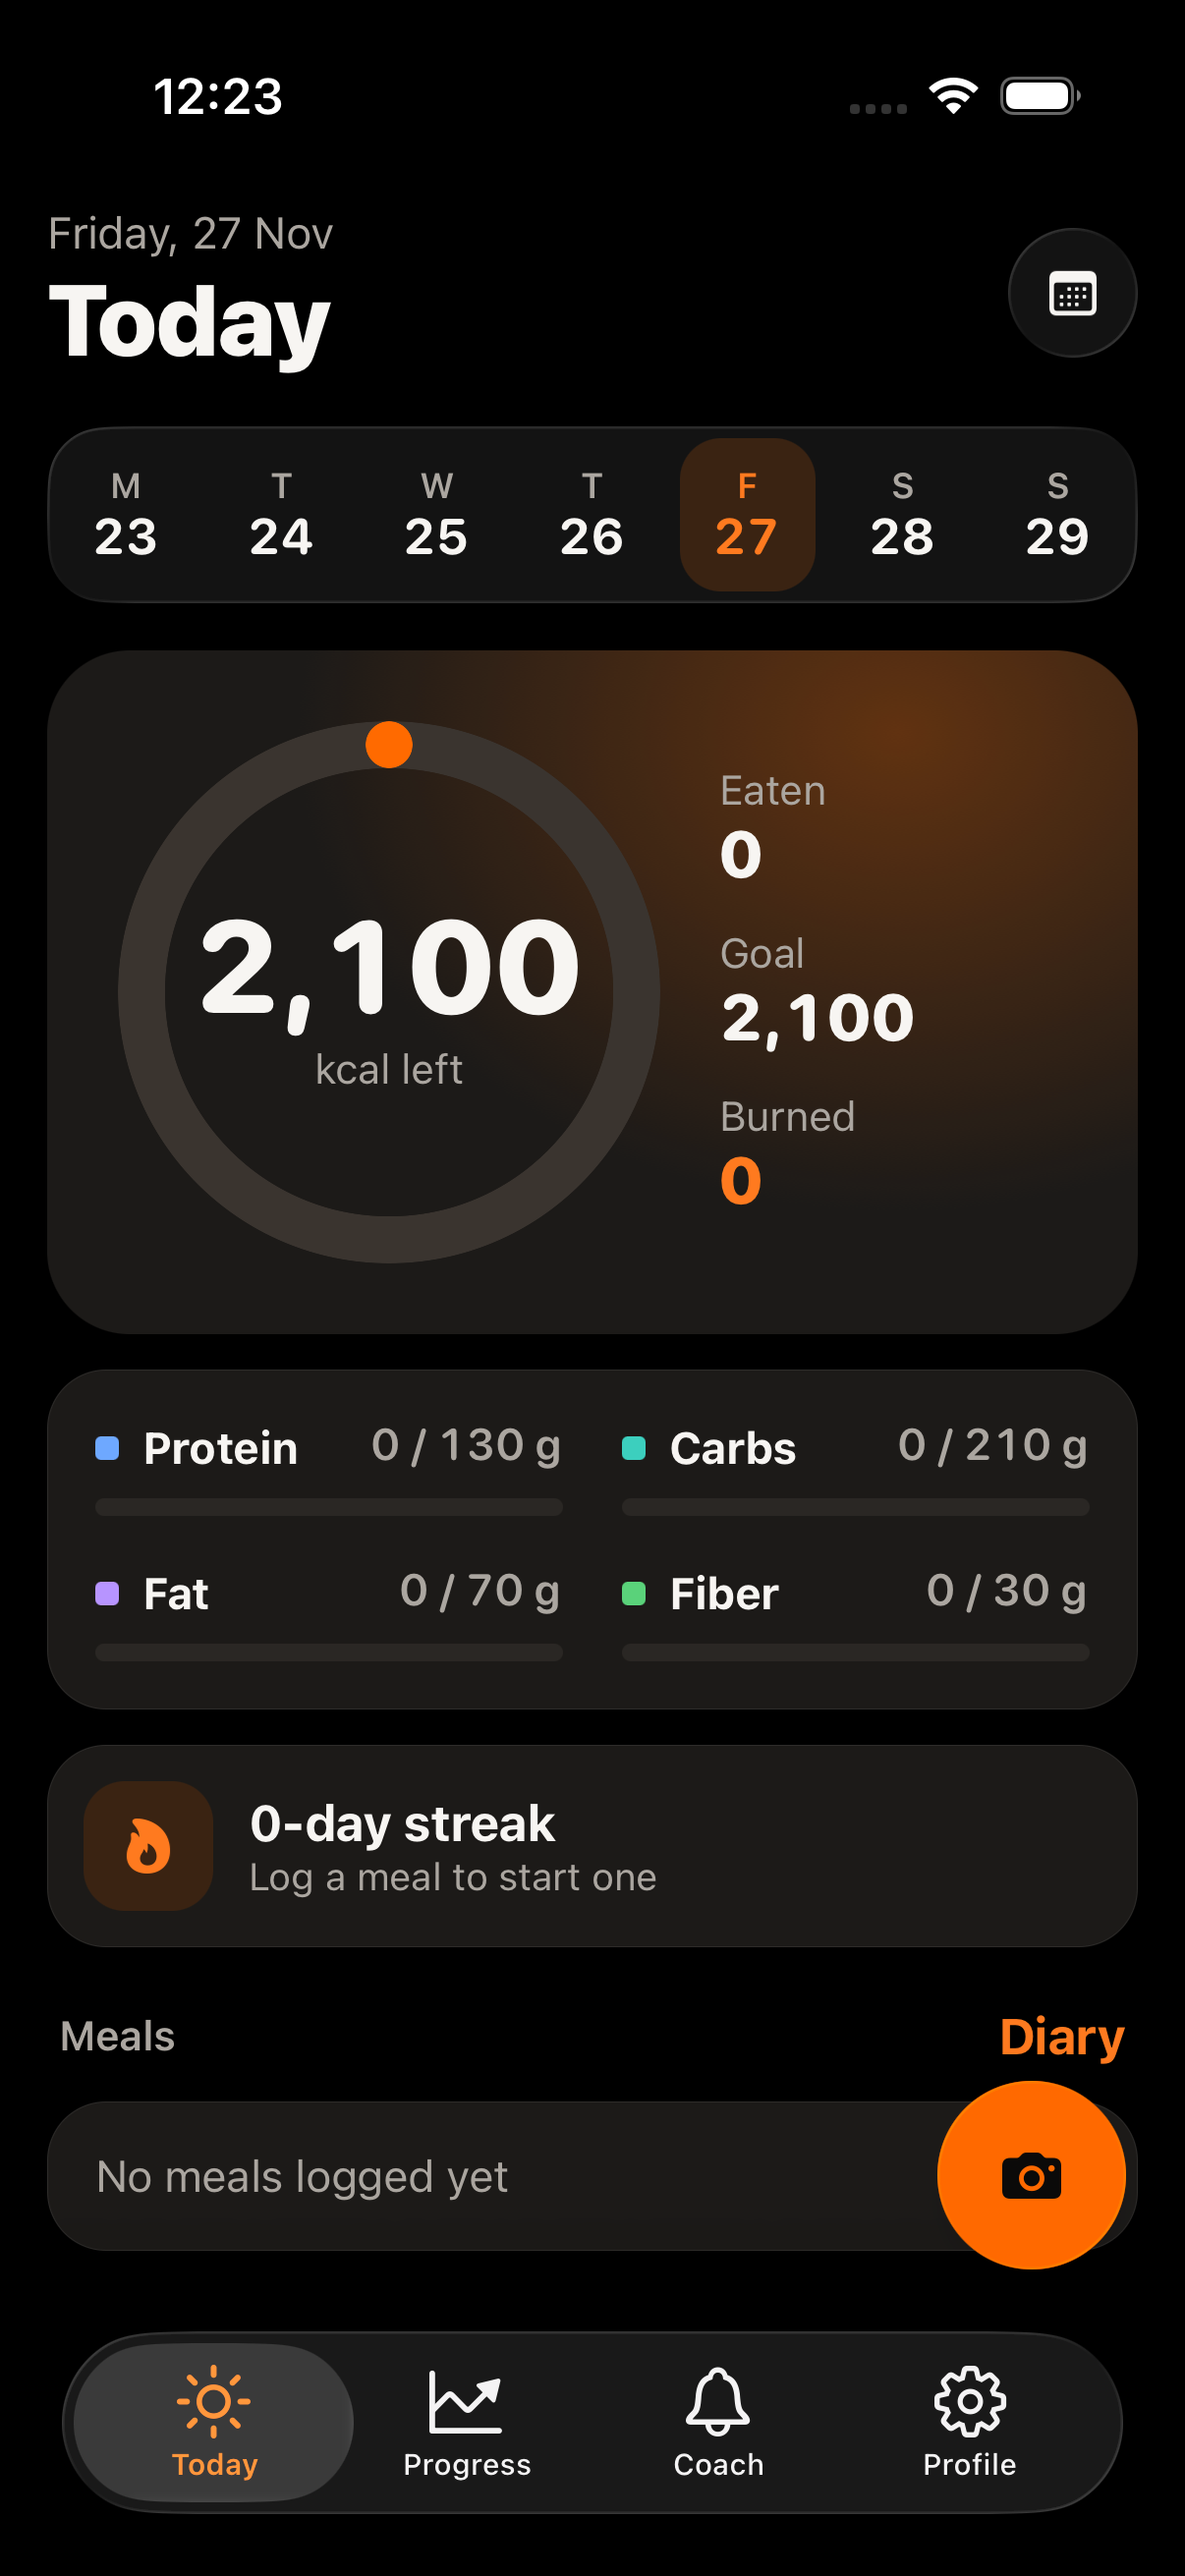 12:23
Friday, 27 Nov
Today
M T W T F S S
23 24 25 26 27 28 29
2,100
kcal left
Eaten
0
Goal
2,100
Burned
0
Protein 0 / 130 g
Carbs 0 / 210 g
Fat 0 / 70 g
Fiber 0 / 30 g
0-day streak
Log a meal to start one
Meals Diary
No meals logged yet
Today Progress Coach Profile